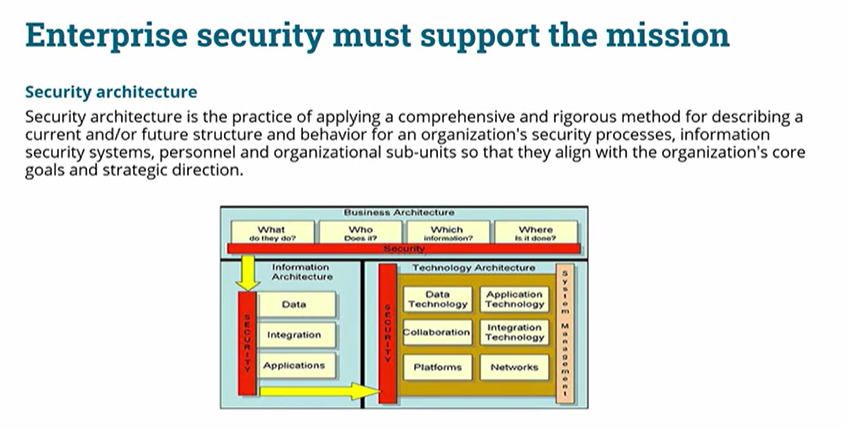 Enterprise security must support the mission
Security architecture
Security architecture is the practice of applying a comprehensive and rigorous method for describing a
current and/or future structure and behavior for an organization's security processes, information
security systems, personnel and organizational sub-units so that they align with the organization's core
goals and strategic direction.
Business Architecture
What
do they do?
Who
Does it?
Which
information?
Where
Is it done?
Security
Information
Architecture
SECURITY
Data
Integration
Applications
Technology Architecture
SECURITY
Data
Technology
Application
Technology
Collaboration
Integration
Technology
Platforms
Networks
System Management